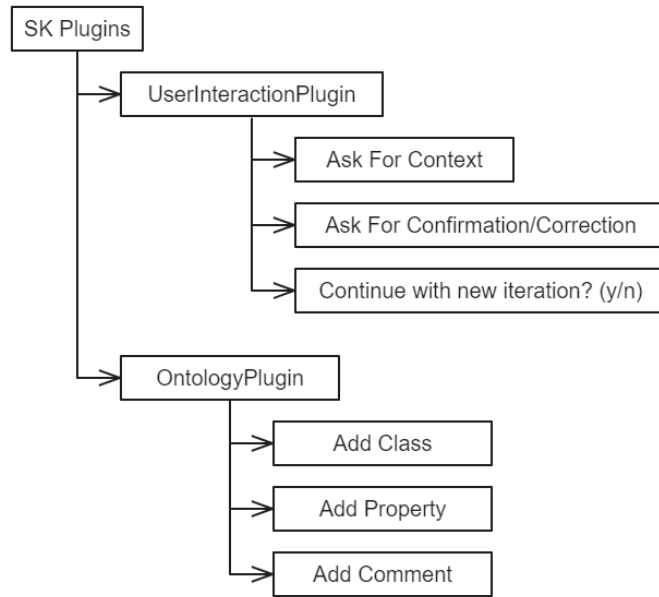 SK Plugins
UserInteractionPlugin
Ask For Context
Ask For Confirmation/Correction
Continue with new iteration? (y/n)
OntologyPlugin
Add Class
Add Property
Add Comment